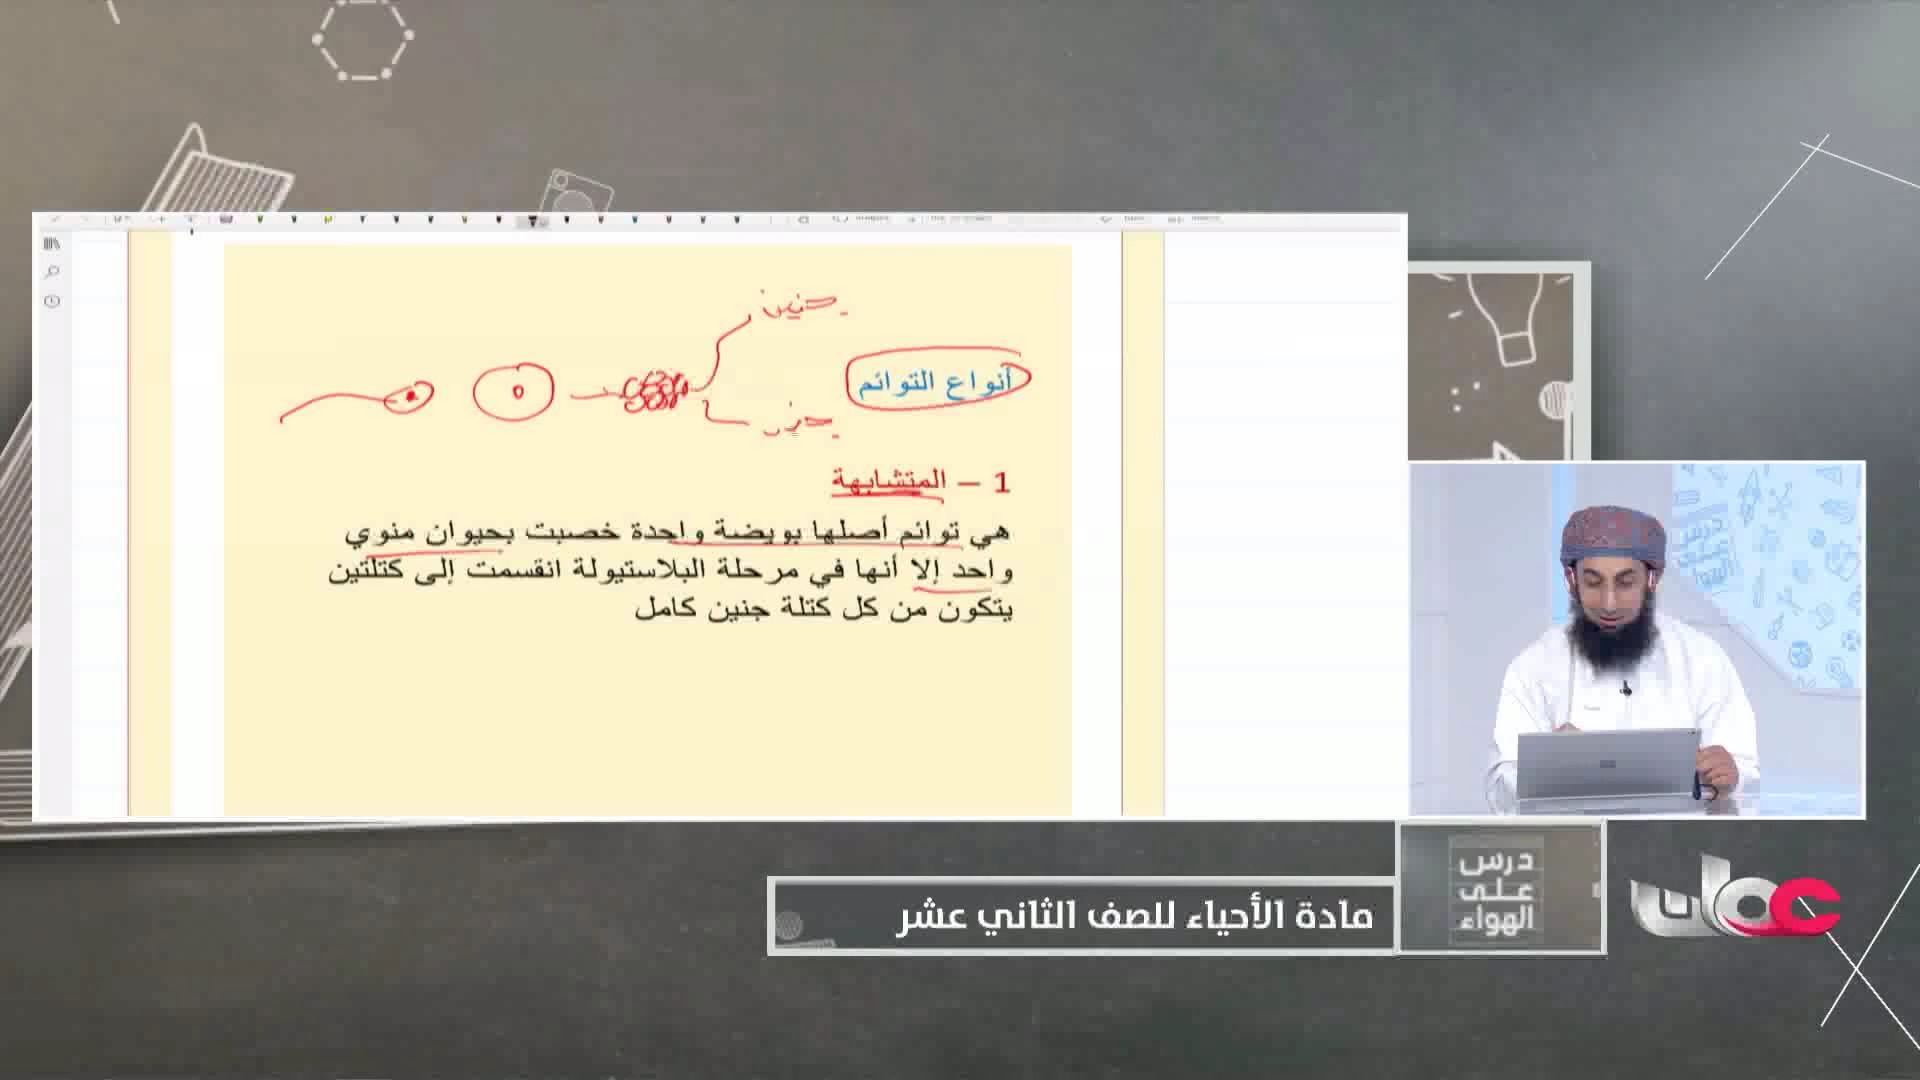 جنين
أنواع التوائم
جنين
1 – المتشابهة
هي توائم أصلها بويضة واحدة خصبت بحيوان منوي
واحد إلا أنها في مرحلة البلاستيولة انقسمت إلى كتلتين
يتكون من كل كتلة جنين كامل
درس
على
الهواء
مادة الأحياء للصف الثاني عشر